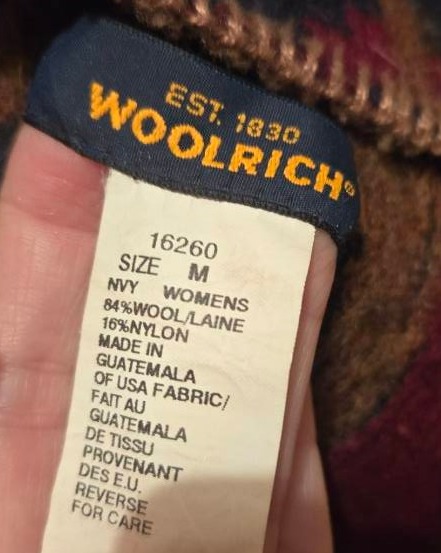 EST. 1830
WOOLRICH®
16260
SIZE M
NVY WOMENS
84%WOOL/LAINE
16%NYLON
MADE IN
GUATEMALA
OF USA FABRIC/
FAIT AU
GUATEMALA
DE TISSU
PROVENANT
DES E.U.
REVERSE
FOR CARE